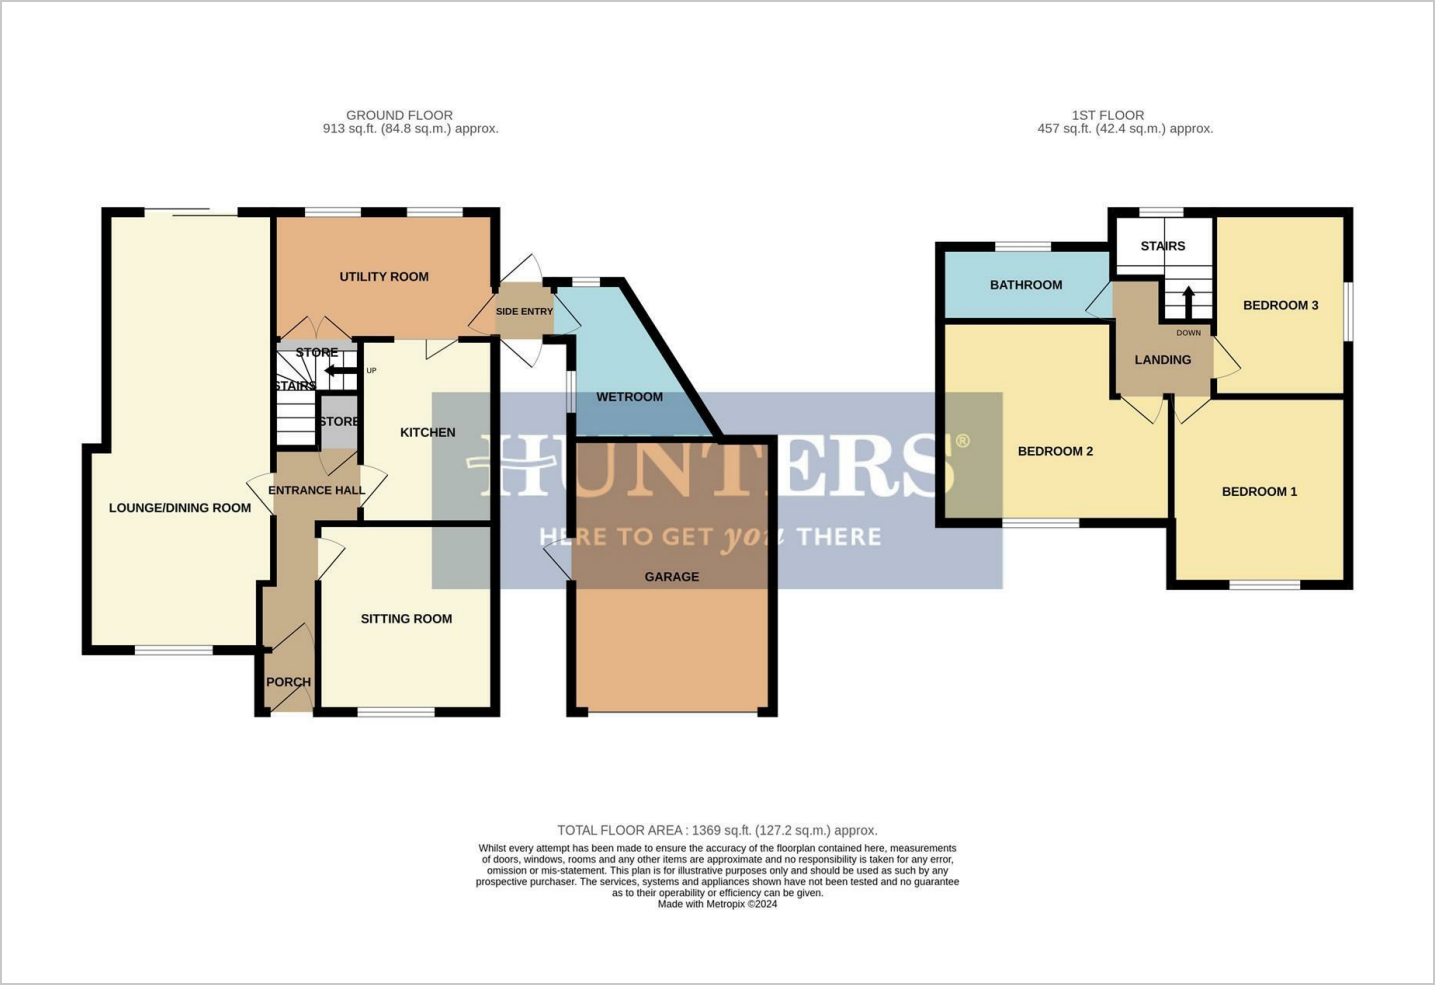 GROUND FLOOR
913 sq.ft. (84.8 sq.m.) approx.
1ST FLOOR
457 sq.ft. (42.4 sq.m.) approx.
UTILITY ROOM
SIDE ENTRY
STORE
STAIRS
UP
STORE
WETROOM
KITCHEN
ENTRANCE HALL
LOUNGE/DINING ROOM
SITTING ROOM
PORCH
GARAGE
STAIRS
BATHROOM
BEDROOM 3
DOWN
LANDING
BEDROOM 2
BEDROOM 1
HUNTERS®
HERE TO GET you THERE
TOTAL FLOOR AREA : 1369 sq.ft. (127.2 sq.m.) approx.
Whilst every attempt has been made to ensure the accuracy of the floorplan contained here, measurements
of doors, windows, rooms and any other items are approximate and no responsibility is taken for any error,
omission or mis-statement. This plan is for illustrative purposes only and should be used as such by any
prospective purchaser. The services, systems and appliances shown have not been tested and no guarantee
as to their operability or efficiency can be given.
Made with Metropix ©2024